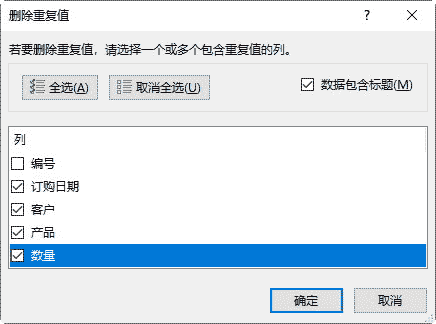 删除重复值
若要删除重复值，请选择一个或多个包含重复值的列。
全选(A) 取消全选(U) 数据包含标题(M)
列
编号
订购日期
客户
产品
数量
确定 取消